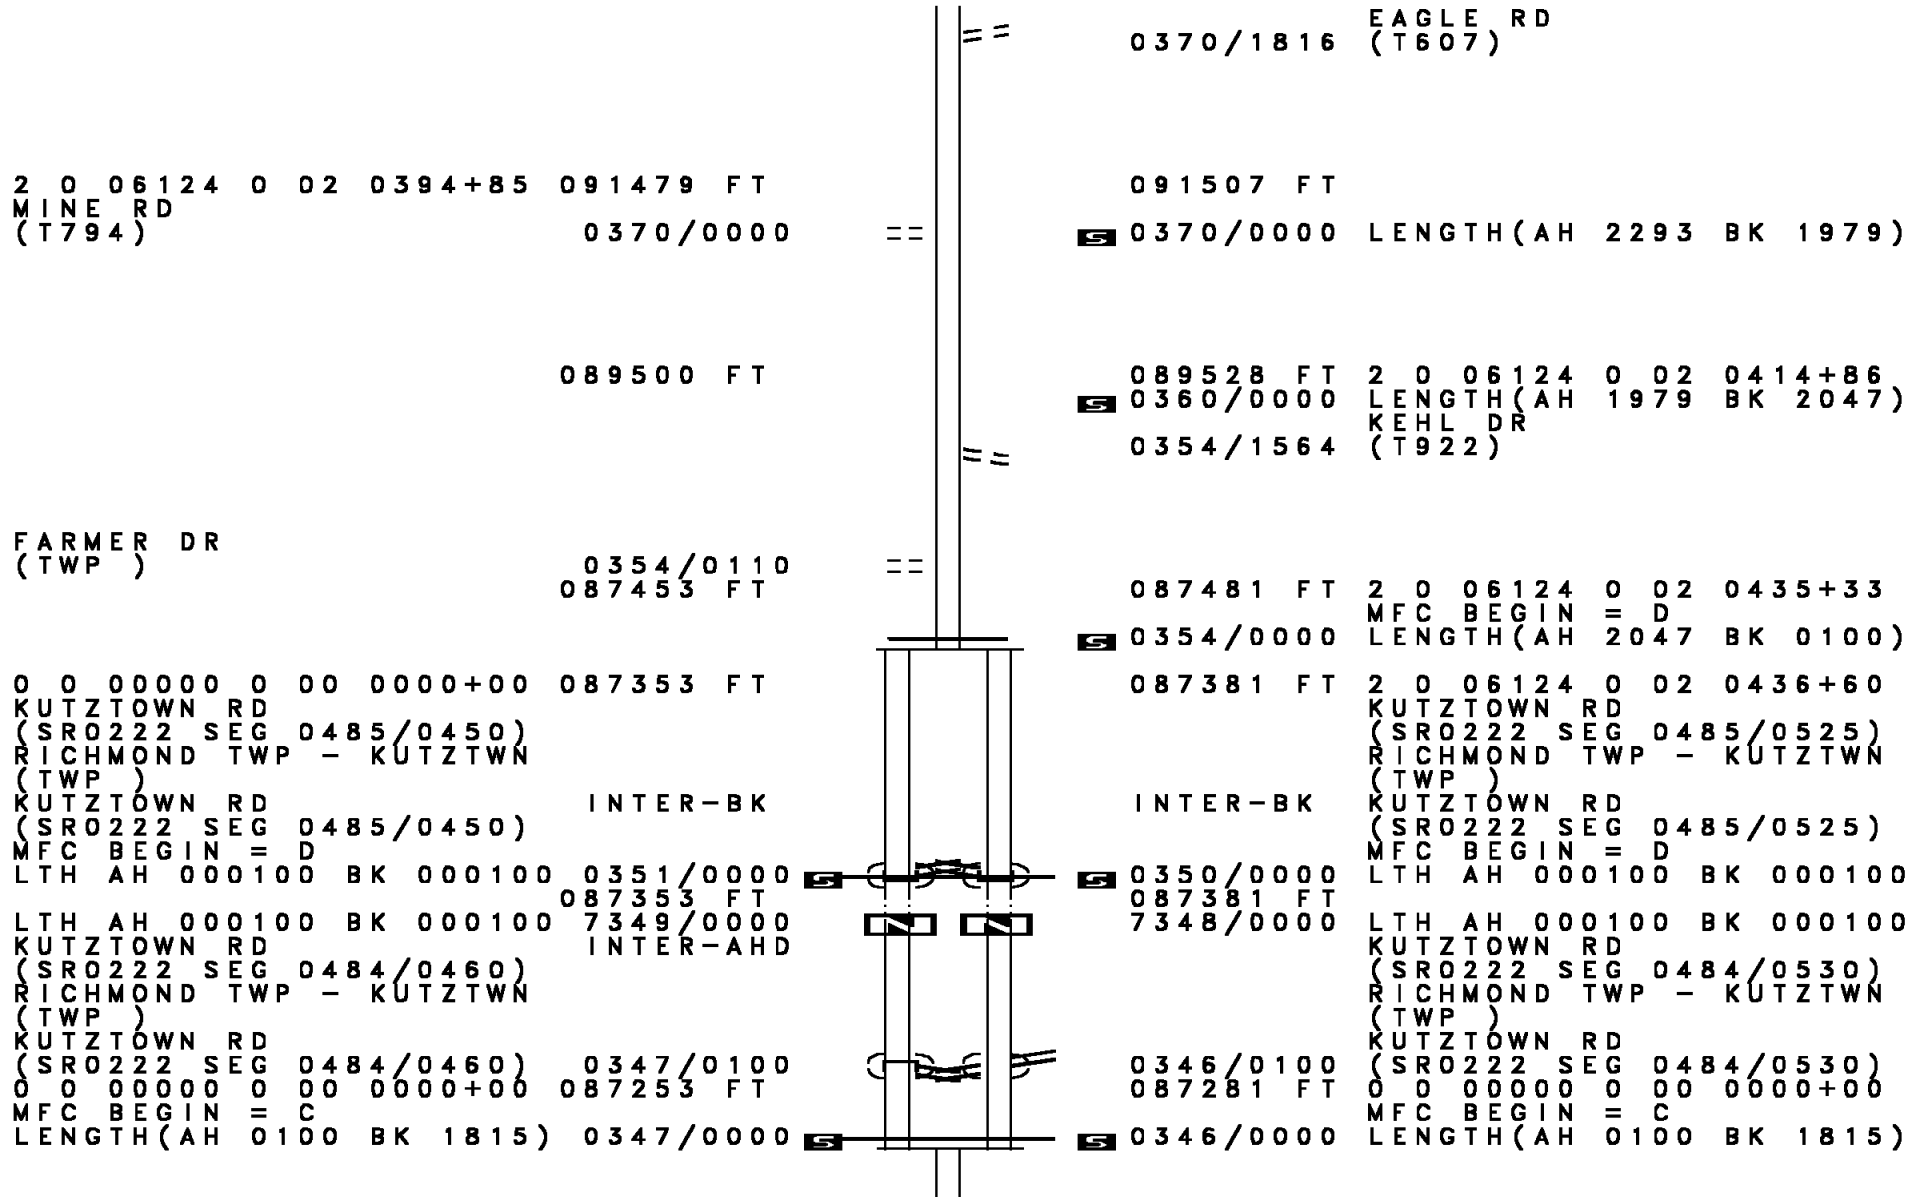 EAGLE RD
0370/1816 (T607)
2 0 06124 0 02 0394+85 091479 FT 091507 FT
MINE RD
(T794) 0370/0000 S 0370/0000 LENGTH(AH 2293 BK 1979)
089500 FT 089528 FT 2 0 06124 0 02 0414+86
S 0360/0000 LENGTH(AH 1979 BK 2047)
KEHL DR
0354/1564 (T922)
FARMER DR
(TWP ) 0354/0110
087453 FT 087481 FT 2 0 06124 0 02 0435+33
MFC BEGIN = D
S 0354/0000 LENGTH(AH 2047 BK 0100)
0 0 00000 0 00 0000+00 087353 FT 087381 FT 2 0 06124 0 02 0436+60
KUTZTOWN RD KUTZTOWN RD
(SR0222 SEG 0485/0450) (SR0222 SEG 0485/0525)
RICHMOND TWP - KUTZTWN RICHMOND TWP - KUTZTWN
(TWP ) (TWP )
KUTZTOWN RD INTER-BK INTER-BK KUTZTOWN RD
(SR0222 SEG 0485/0450) (SR0222 SEG 0485/0525)
MFC BEGIN = D MFC BEGIN = D
LTH AH 000100 BK 000100 0351/0000 S S 0350/0000 LTH AH 000100 BK 000100
087353 FT 087381 FT
LTH AH 000100 BK 000100 7349/0000 N N 7348/0000 LTH AH 000100 BK 000100
KUTZTOWN RD INTER-AHD KUTZTOWN RD
(SR0222 SEG 0484/0460) (SR0222 SEG 0484/0530)
RICHMOND TWP - KUTZTWN RICHMOND TWP - KUTZTWN
(TWP ) (TWP )
KUTZTOWN RD KUTZTOWN RD
(SR0222 SEG 0484/0460) 0347/0100 0346/0100 (SR0222 SEG 0484/0530)
0 0 00000 0 00 0000+00 087253 FT 087281 FT 0 0 00000 0 00 0000+00
MFC BEGIN = C MFC BEGIN = C
LENGTH(AH 0100 BK 1815) 0347/0000 S S 0346/0000 LENGTH(AH 0100 BK 1815)